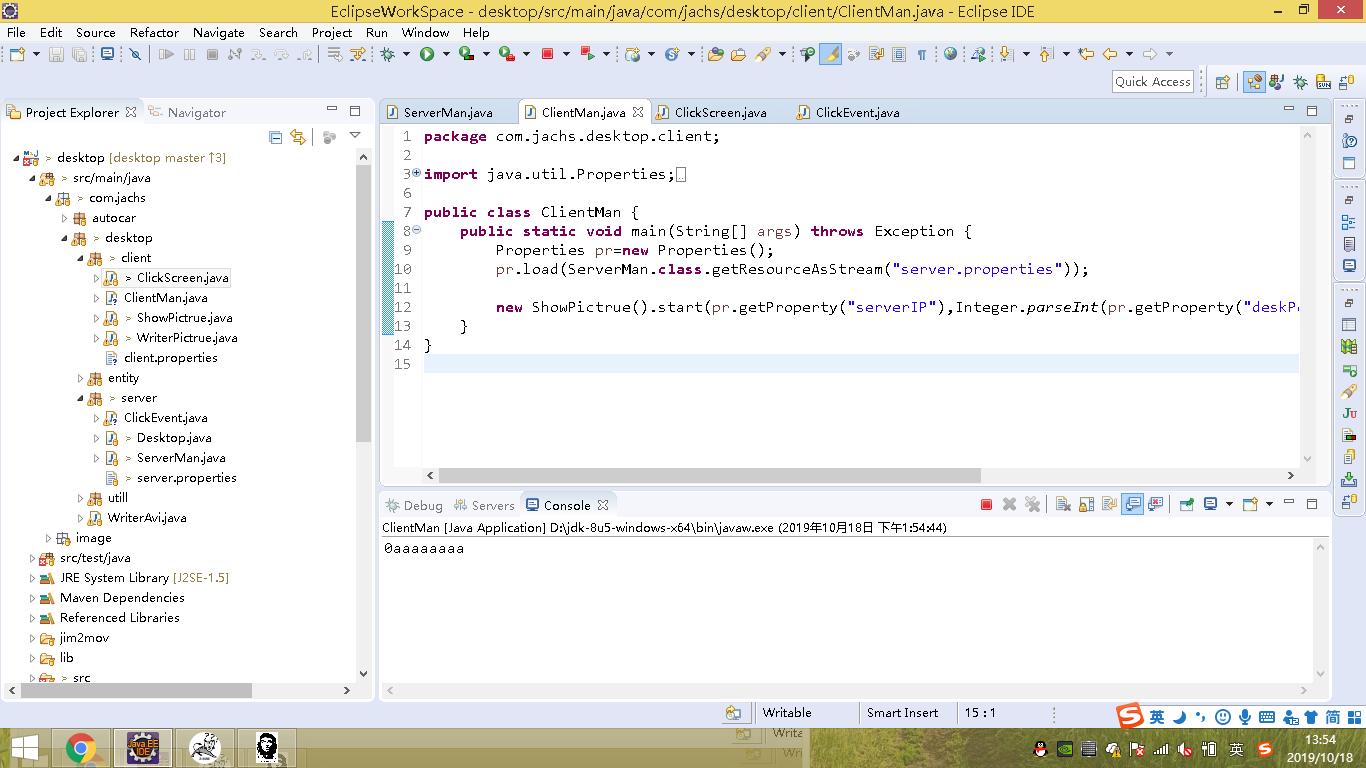 EclipseWorkSpace - desktop/src/main/java/com/jachs/desktop/client/ClientMan.java - Eclipse IDE
File Edit Source Refactor Navigate Search Project Run Window Help
Quick Access
Project Explorer Navigator
> desktop [desktop master ↑3]
> src/main/java
> com.jachs
autocar
> desktop
> client
> ClickScreen.java
ClientMan.java
> ShowPictrue.java
> WriterPictrue.java
client.properties
entity
> server
ClickEvent.java
> Desktop.java
> ServerMan.java
> server.properties
utill
> WriterAvi.java
image
src/test/java
JRE System Library [J2SE-1.5]
Maven Dependencies
Referenced Libraries
jim2mov
lib
> src
ServerMan.java ClientMan.java ClickScreen.java ClickEvent.java
1 package com.jachs.desktop.client;
2
3 import java.util.Properties;
6
7 public class ClientMan {
8 public static void main(String[] args) throws Exception {
9 Properties pr=new Properties();
10 pr.load(ServerMan.class.getResourceAsStream("server.properties"));
11
12 new ShowPictrue().start(pr.getProperty("serverIP"),Integer.parseInt(pr.getProperty("deskP
13 }
14 }
15
Debug Servers Console
ClientMan [Java Application] D:\jdk-8u5-windows-x64\bin\javaw.exe (2019年10月18日 下午1:54:44)
0aaaaaaaa
Writable Smart Insert 15 : 1
英 简
Java EE IDE
英
13:54
2019/10/18